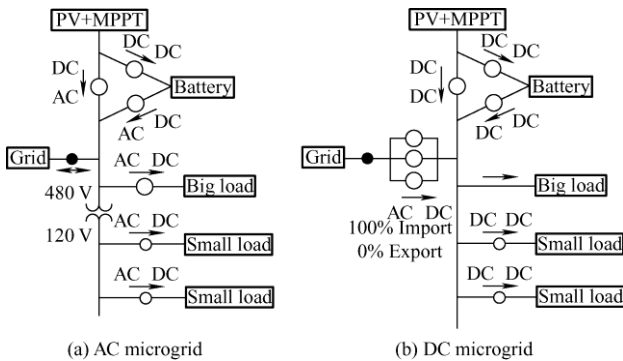 PV+MPPT
DC DC
DC
AC
Battery
AC DC
Grid
AC DC
Big load
480 V
120 V
AC DC
Small load
AC DC
Small load
(a) AC microgrid
PV+MPPT
DC DC
DC
DC
Battery
DC DC
Grid
AC DC
100% Import
0% Export
Big load
DC DC
Small load
DC DC
Small load
(b) DC microgrid